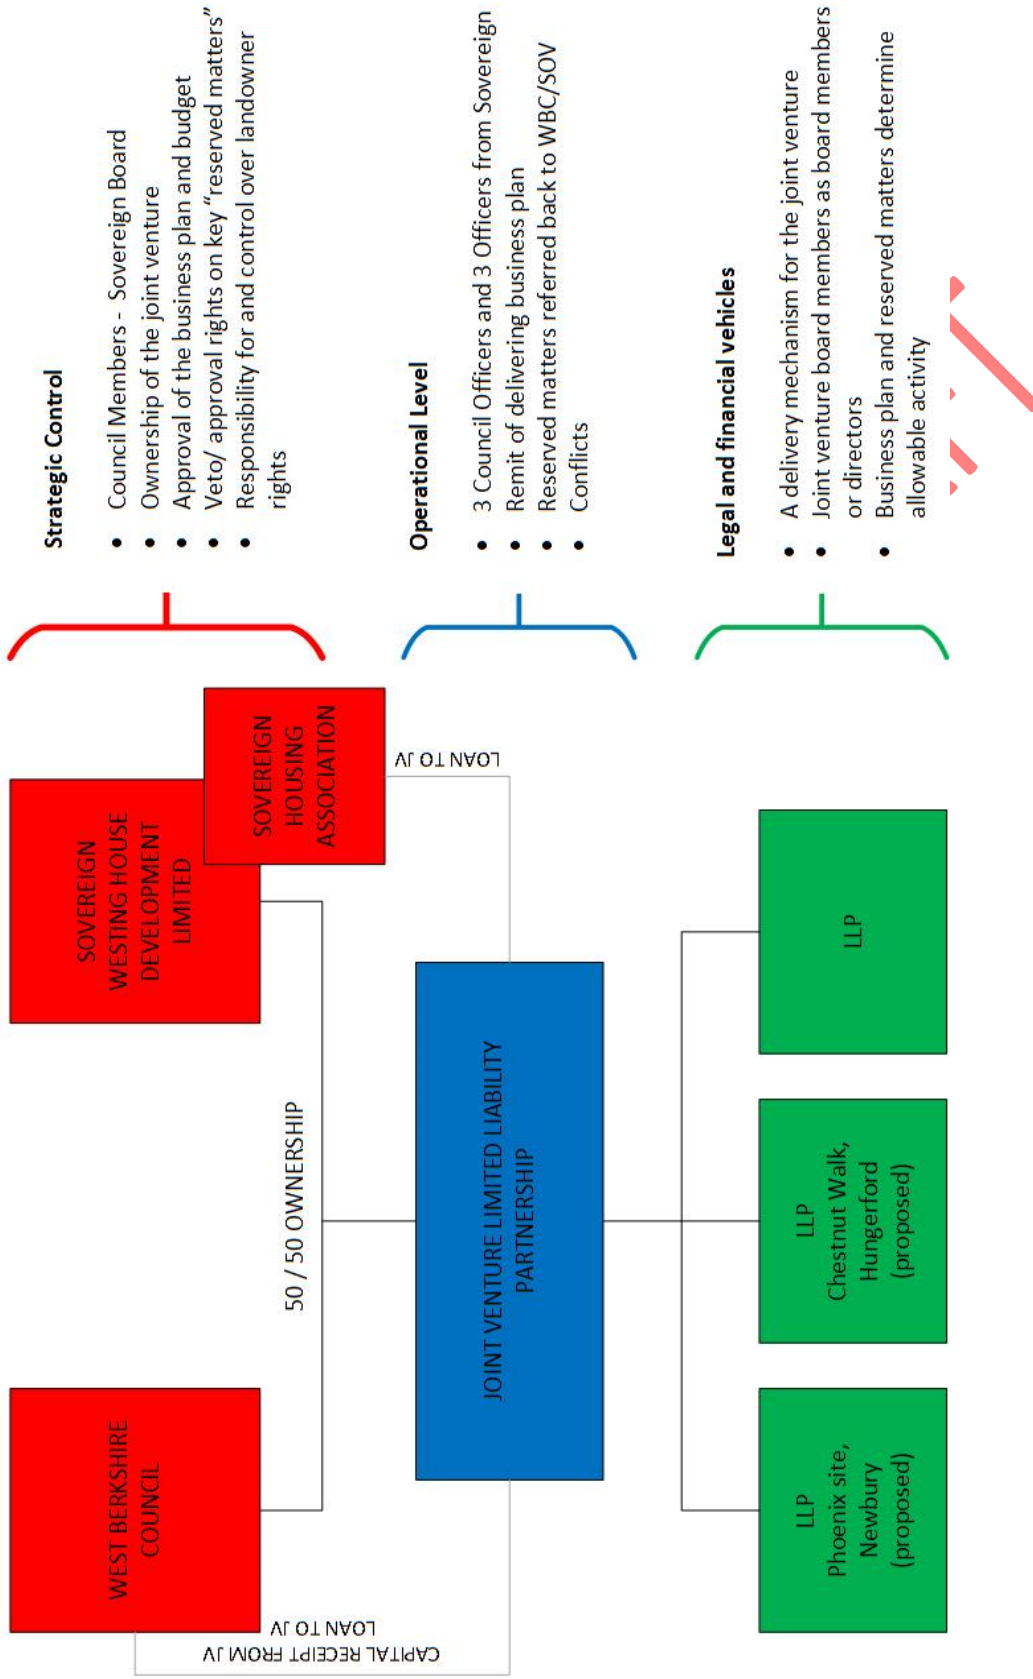 WEST BERKSHIRE
COUNCIL
SOVEREIGN
WESTING HOUSE
DEVELOPMENT
LIMITED
SOVEREIGN
HOUSING
ASSOCIATION
50 / 50 OWNERSHIP
LOAN TO JV
CAPITAL RECEIPT FROM JV
LOAN TO JV
Strategic Control
• Council Members - Sovereign Board
• Ownership of the joint venture
• Approval of the business plan and budget
• Veto/ approval rights on key “reserved matters”
• Responsibility for and control over landowner
rights
JOINT VENTURE LIMITED LIABILITY
PARTNERSHIP
Operational Level
• 3 Council Officers and 3 Officers from Sovereign
• Remit of delivering business plan
• Reserved matters referred back to WBC/SOV
• Conflicts
LLP
Phoenix site,
Newbury
(proposed)
LLP
Chestnut Walk,
Hungerford
(proposed)
LLP
Legal and financial vehicles
• A delivery mechanism for the joint venture
• Joint venture board members as board members
or directors
• Business plan and reserved matters determine
allowable activity